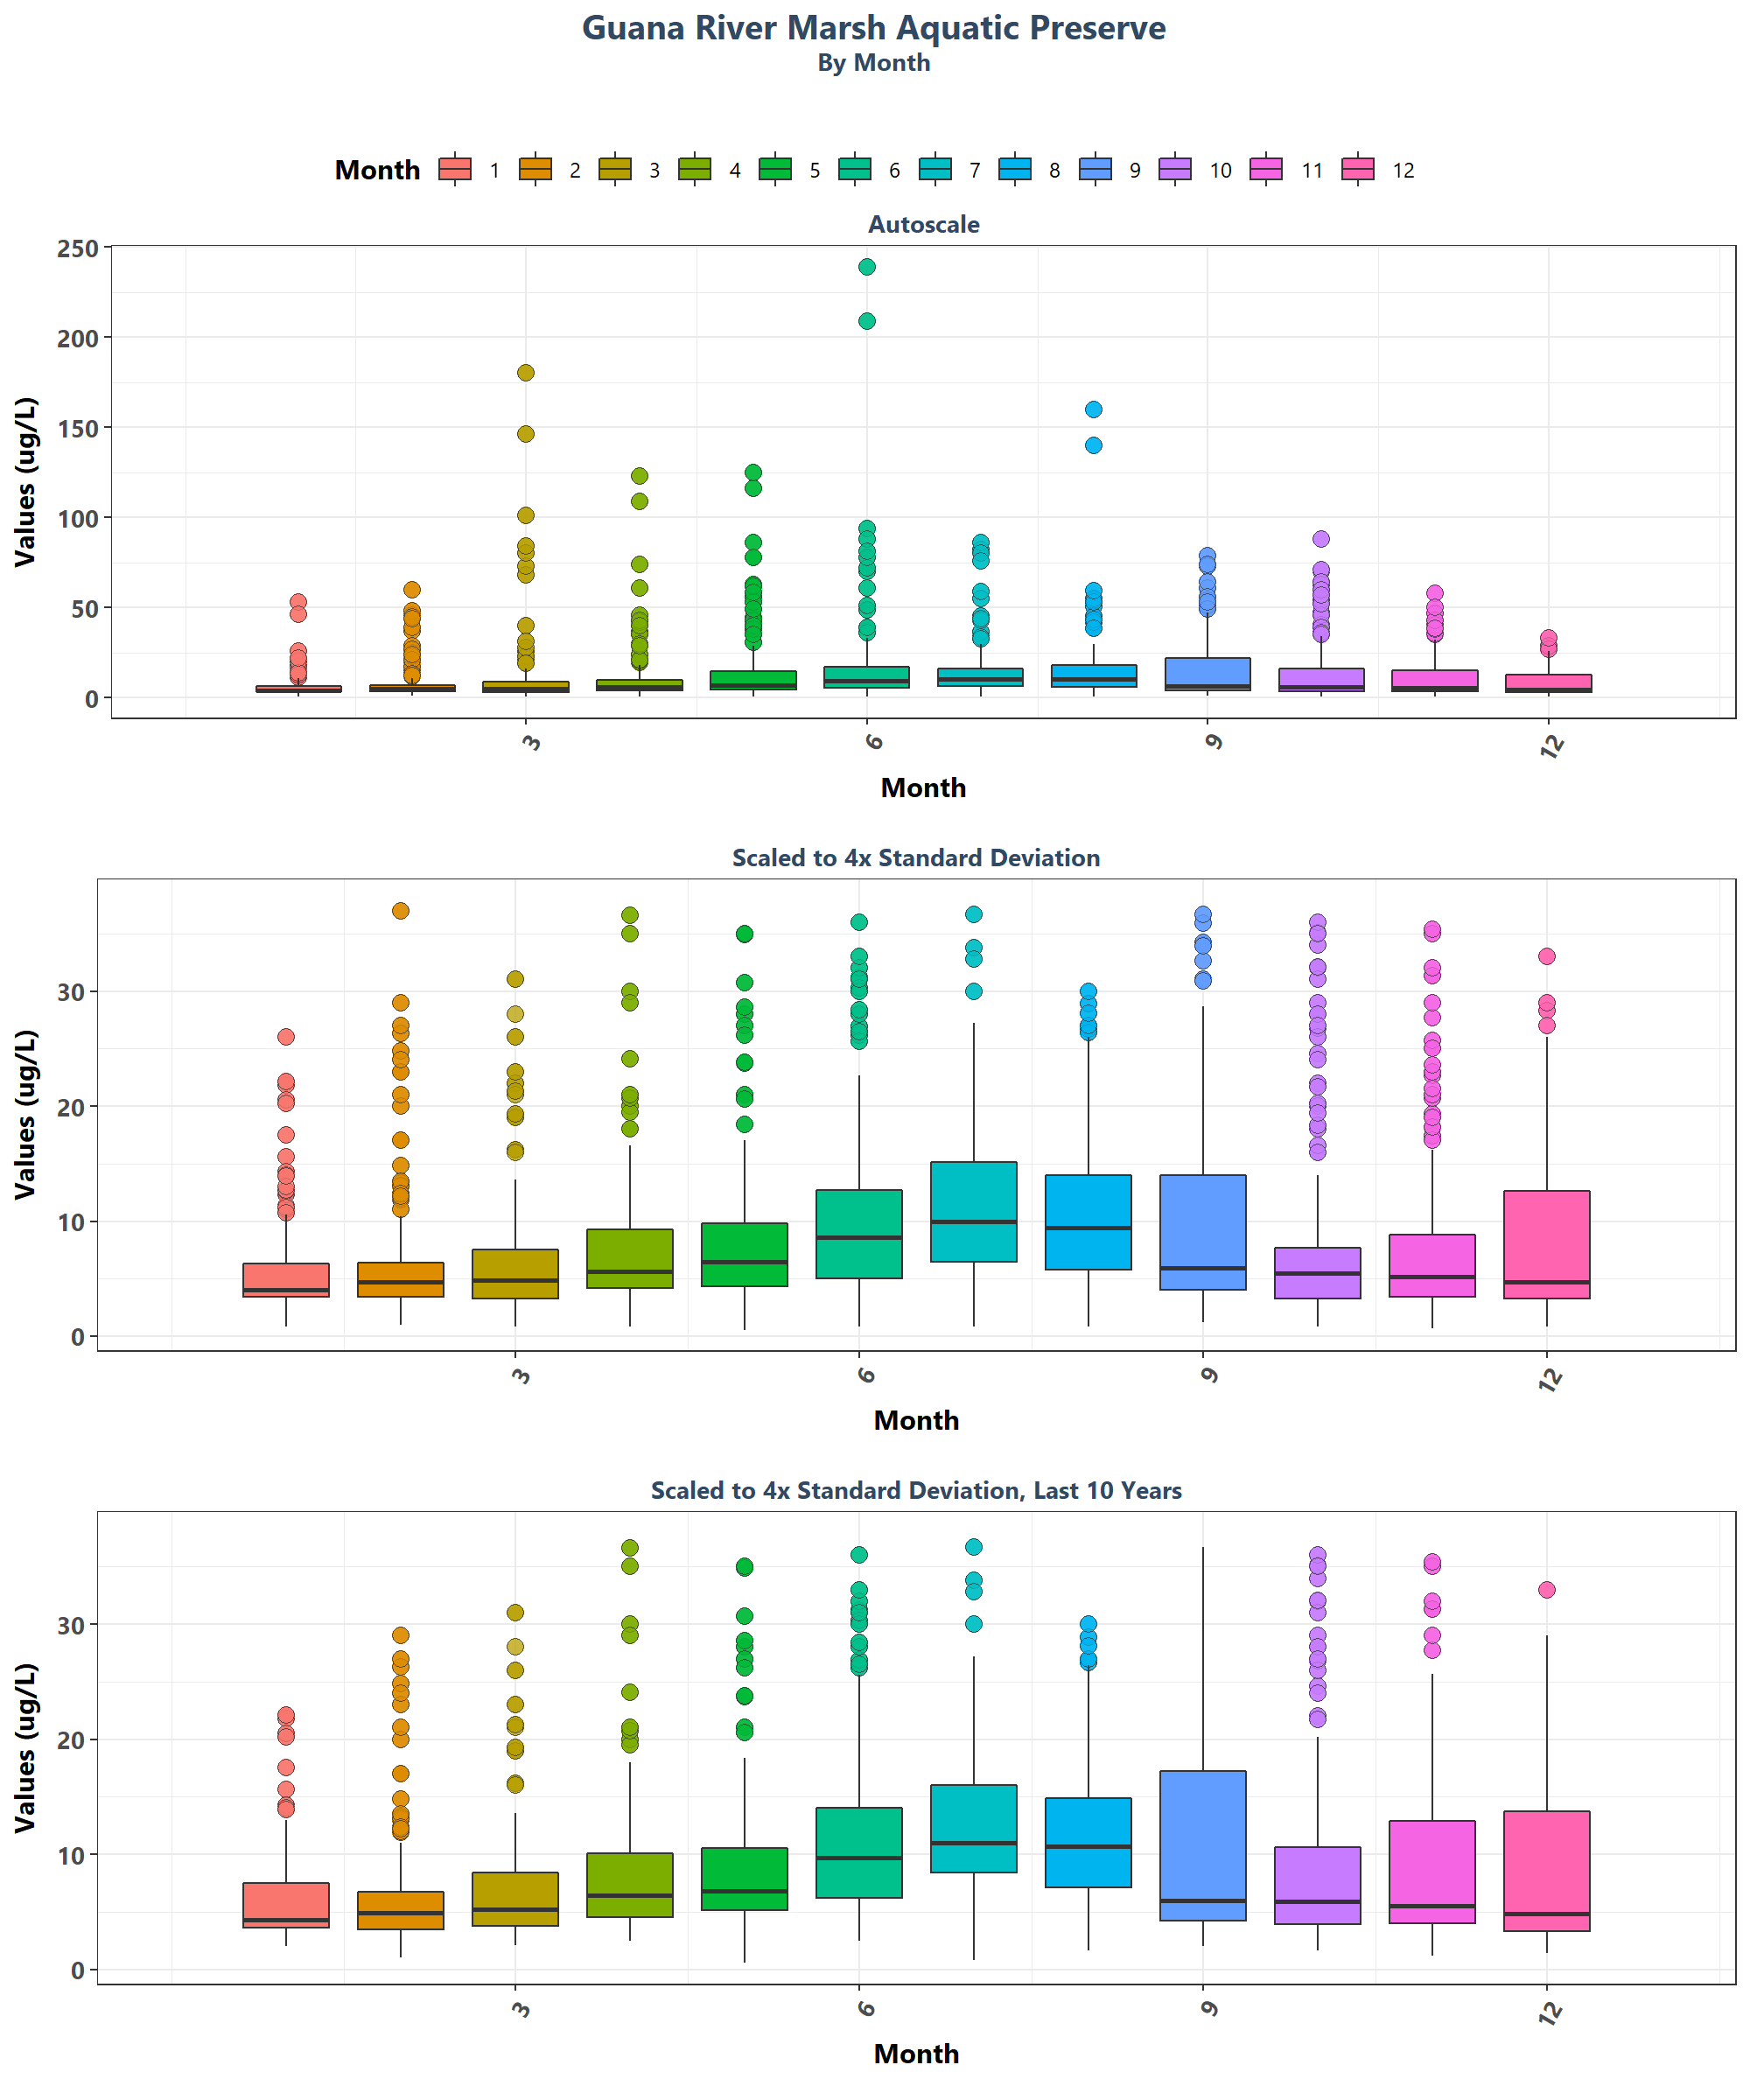 Guana River Marsh Aquatic Preserve
By Month
Month 1 2 3 4 5 6 7 8 9 10 11 12
Autoscale
250
200
150
100
50
0
Values (ug/L)
3 6 9 12
Month
Scaled to 4x Standard Deviation
30
20
10
0
Values (ug/L)
3 6 9 12
Month
Scaled to 4x Standard Deviation, Last 10 Years
30
20
10
0
Values (ug/L)
3 6 9 12
Month